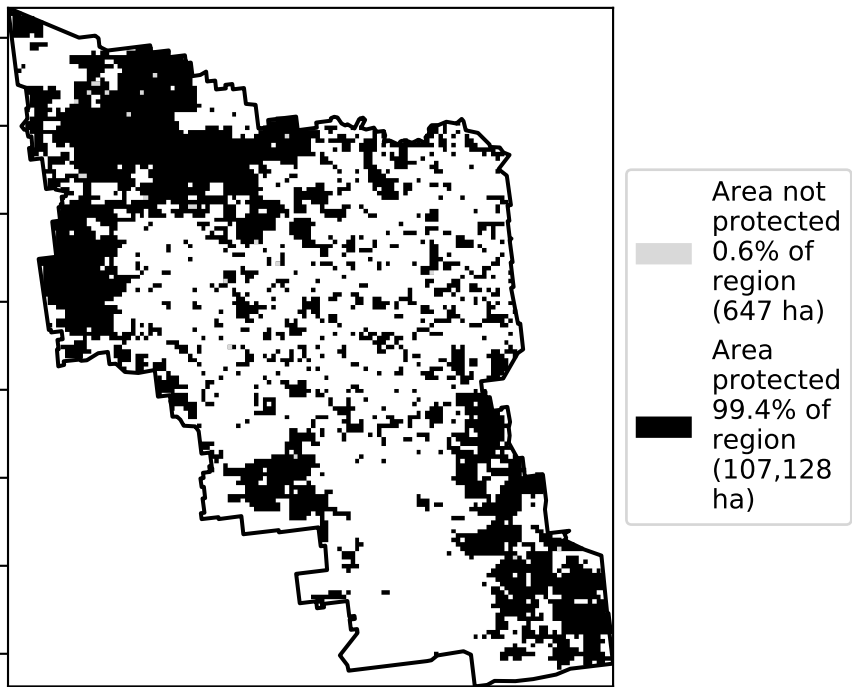 Area not
protected
0.6% of
region
(647 ha)
Area
protected
99.4% of
region
(107,128
ha)